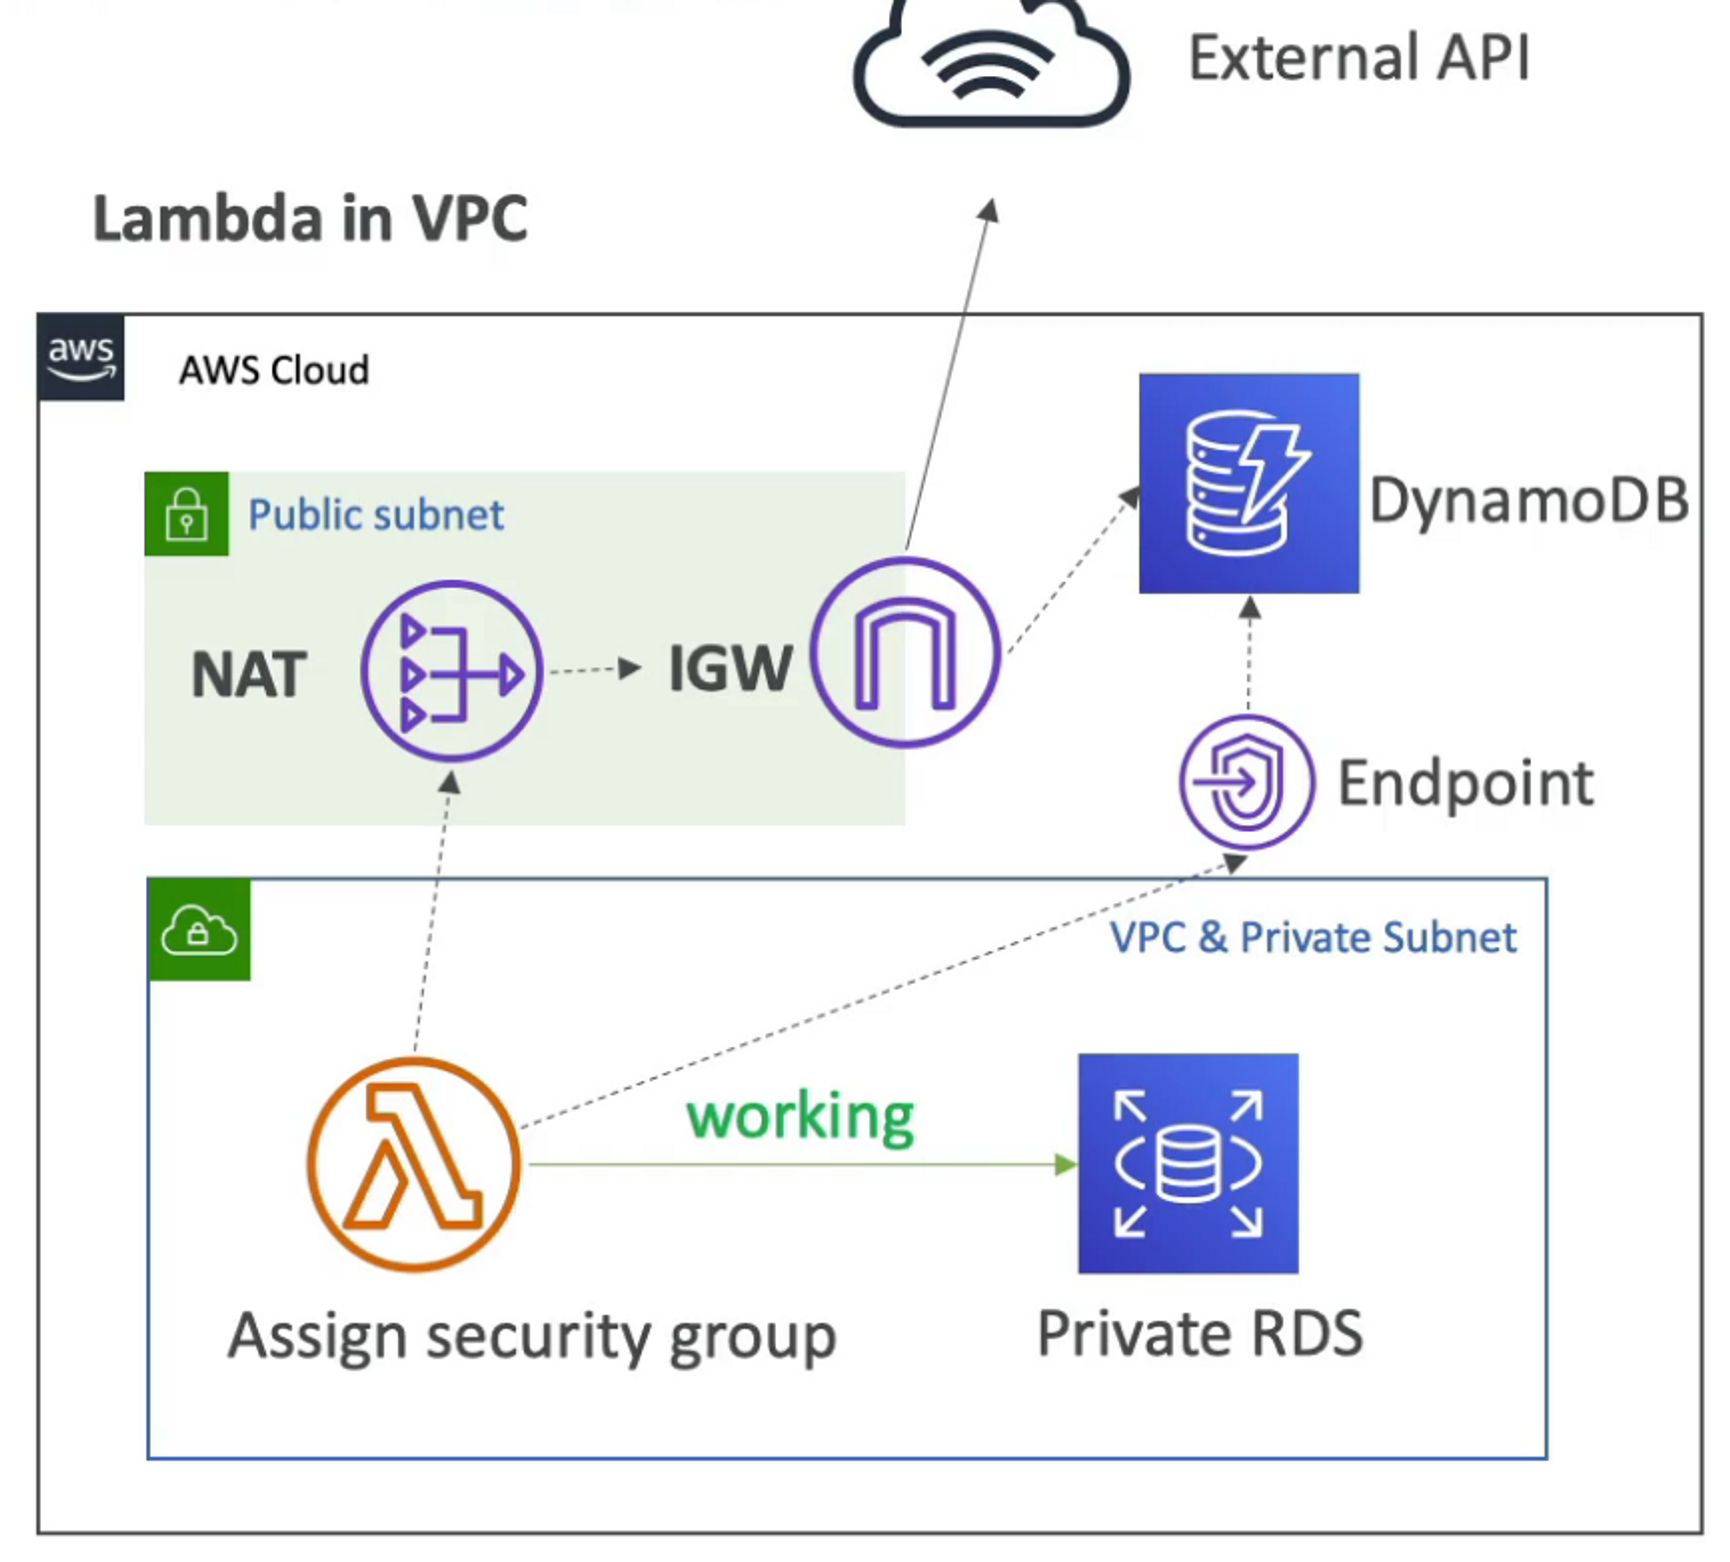 External API
Lambda in VPC
aws
AWS Cloud
Public subnet
DynamoDB
NAT
IGW
Endpoint
VPC & Private Subnet
working
Assign security group
Private RDS